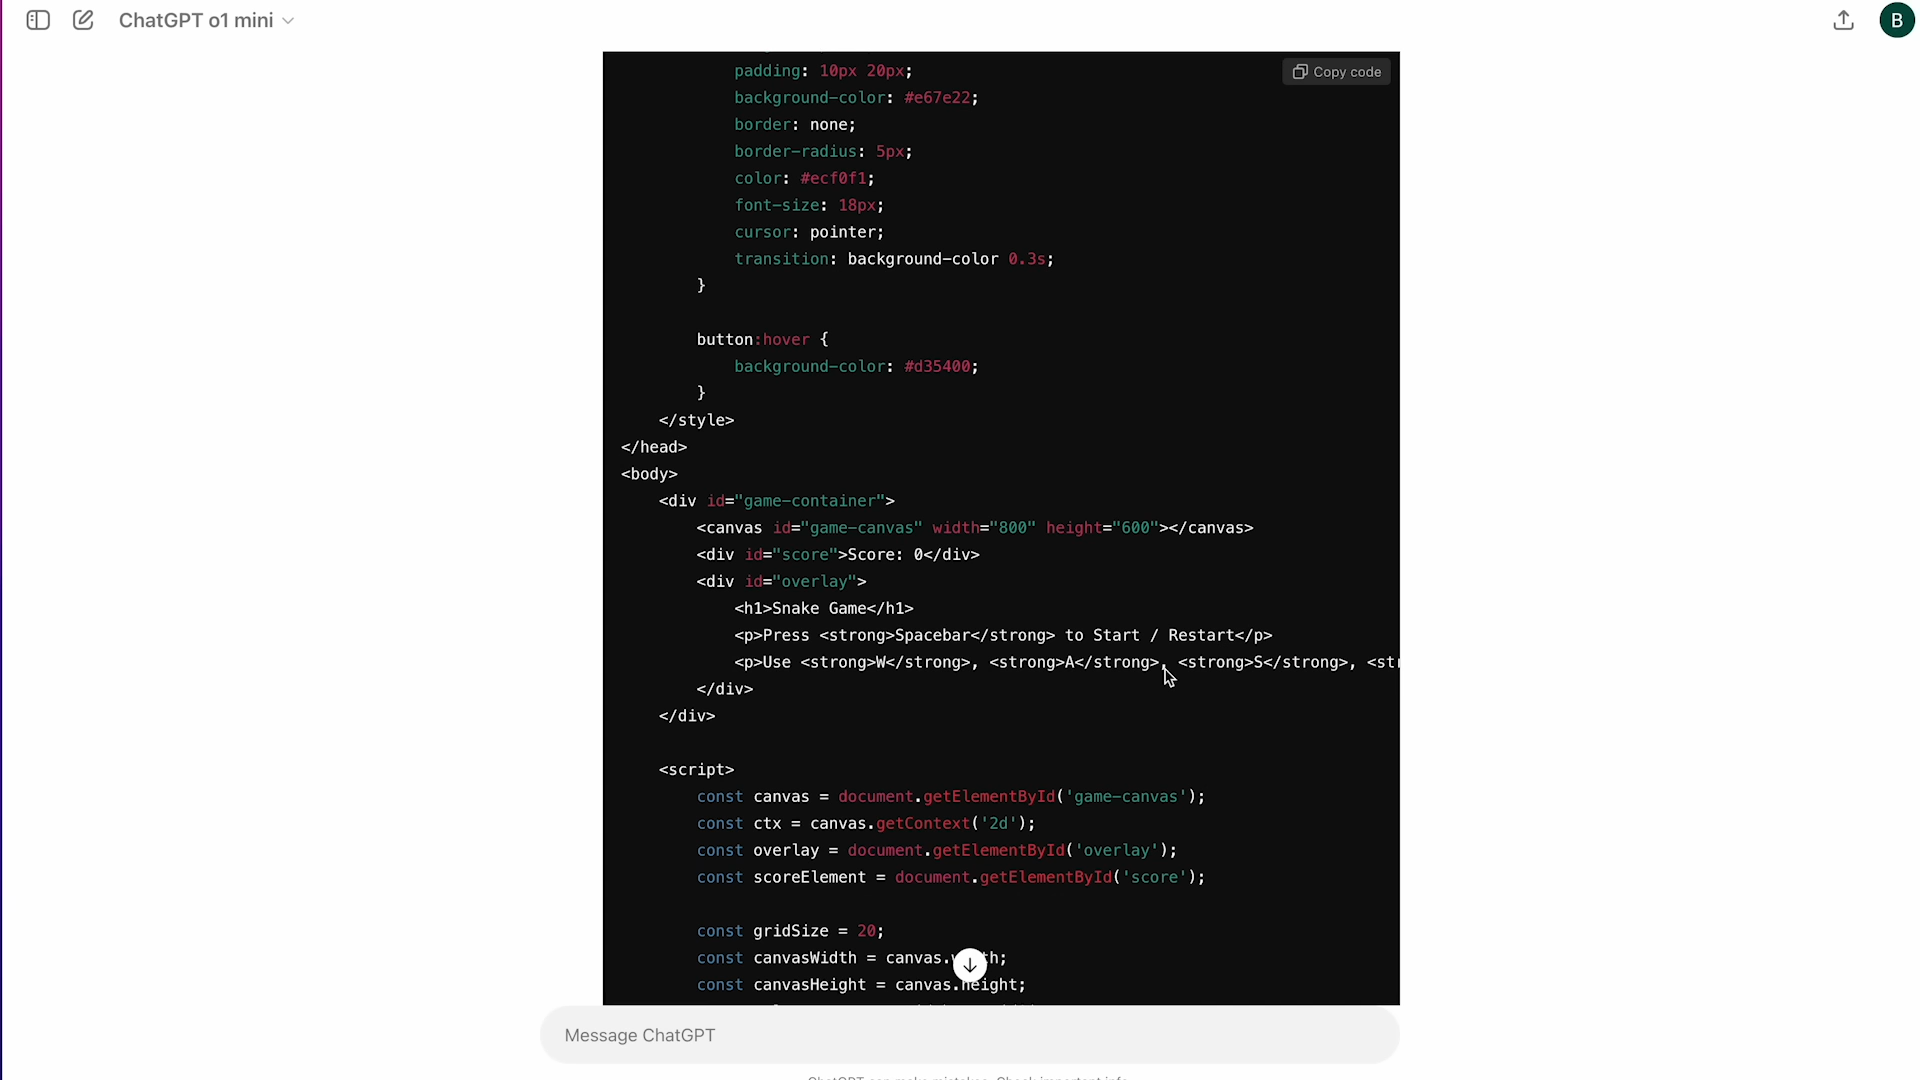 ChatGPT o1 mini
B
Copy code
padding: 10px 20px;
background-color: #e67e22;
border: none;
border-radius: 5px;
color: #ecf0f1;
font-size: 18px;
cursor: pointer;
transition: background-color 0.3s;
}
button:hover {
background-color: #d35400;
}
</style>
</head>
<body>
<div id="game-container">
<canvas id="game-canvas" width="800" height="600"></canvas>
<div id="score">Score: 0</div>
<div id="overlay">
<h1>Snake Game</h1>
<p>Press <strong>Spacebar</strong> to Start / Restart</p>
<p>Use <strong>W</strong>, <strong>A</strong>, <strong>S</strong>, <str
</div>
</div>
<script>
const canvas = document.getElementById('game-canvas');
const ctx = canvas.getContext('2d');
const overlay = document.getElementById('overlay');
const scoreElement = document.getElementById('score');
const gridSize = 20;
const canvasWidth = canvas.width;
const canvasHeight = canvas.height;
Message ChatGPT